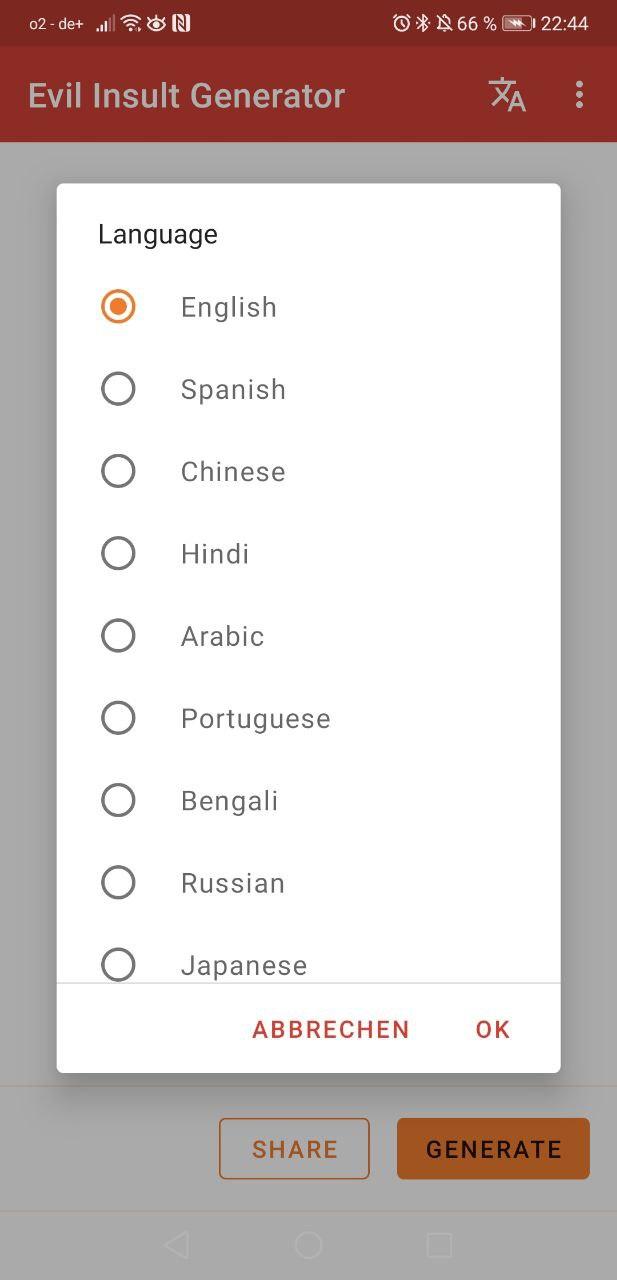 o2 - de+ 66 % 22:44
Evil Insult Generator
Language
English
Spanish
Chinese
Hindi
Arabic
Portuguese
Bengali
Russian
Japanese
ABBRECHEN OK
SHARE GENERATE